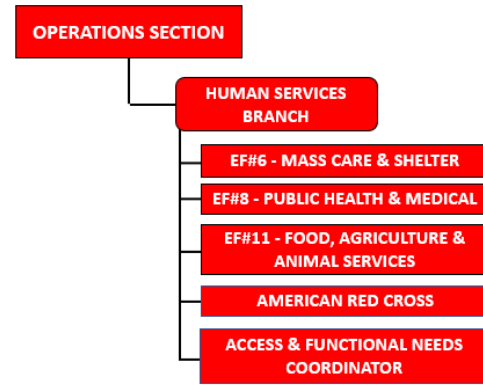 OPERATIONS SECTION
HUMAN SERVICES
BRANCH
EF#6 - MASS CARE & SHELTER
EF#8 - PUBLIC HEALTH & MEDICAL
EF#11 - FOOD, AGRICULTURE &
ANIMAL SERVICES
AMERICAN RED CROSS
ACCESS & FUNCTIONAL NEEDS
COORDINATOR